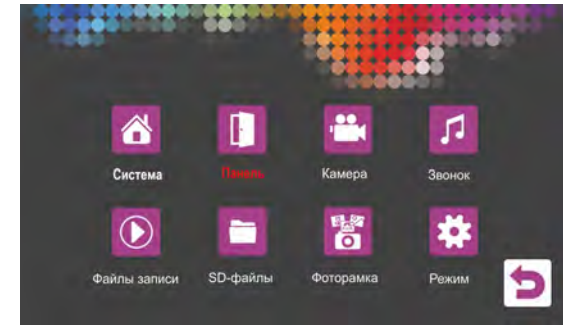 Система
Панель
Камера
Звонок
Файлы записи
SD-файлы
Фоторамка
Режим